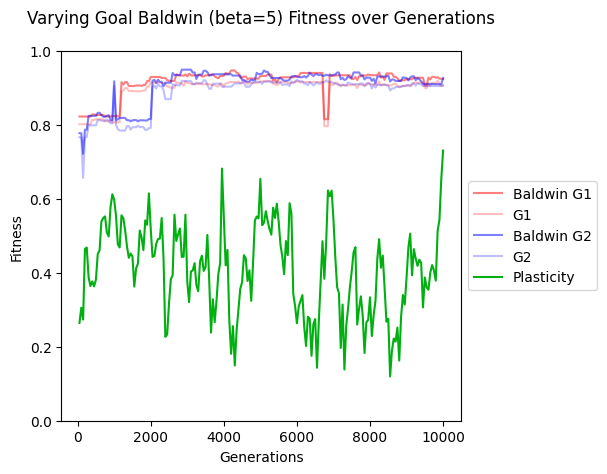 Varying Goal Baldwin (beta=5) Fitness over Generations
1.0
0.8
0.6
0.4
0.2
0.0
Fitness
0
2000
4000
6000
8000
10000
Generations
Baldwin G1
G1
Baldwin G2
G2
Plasticity